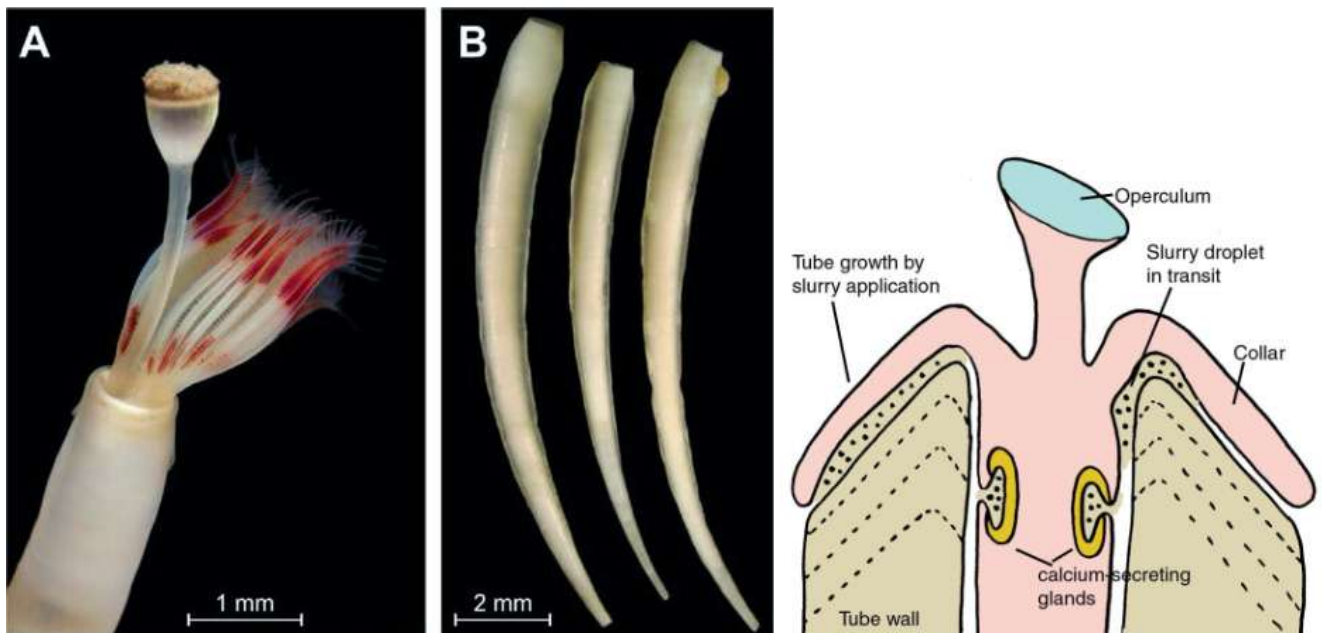 A
1 mm
B
2 mm
Operculum
Slurry droplet
in transit
Tube growth by
slurry application
Collar
calcium-secreting
glands
Tube wall